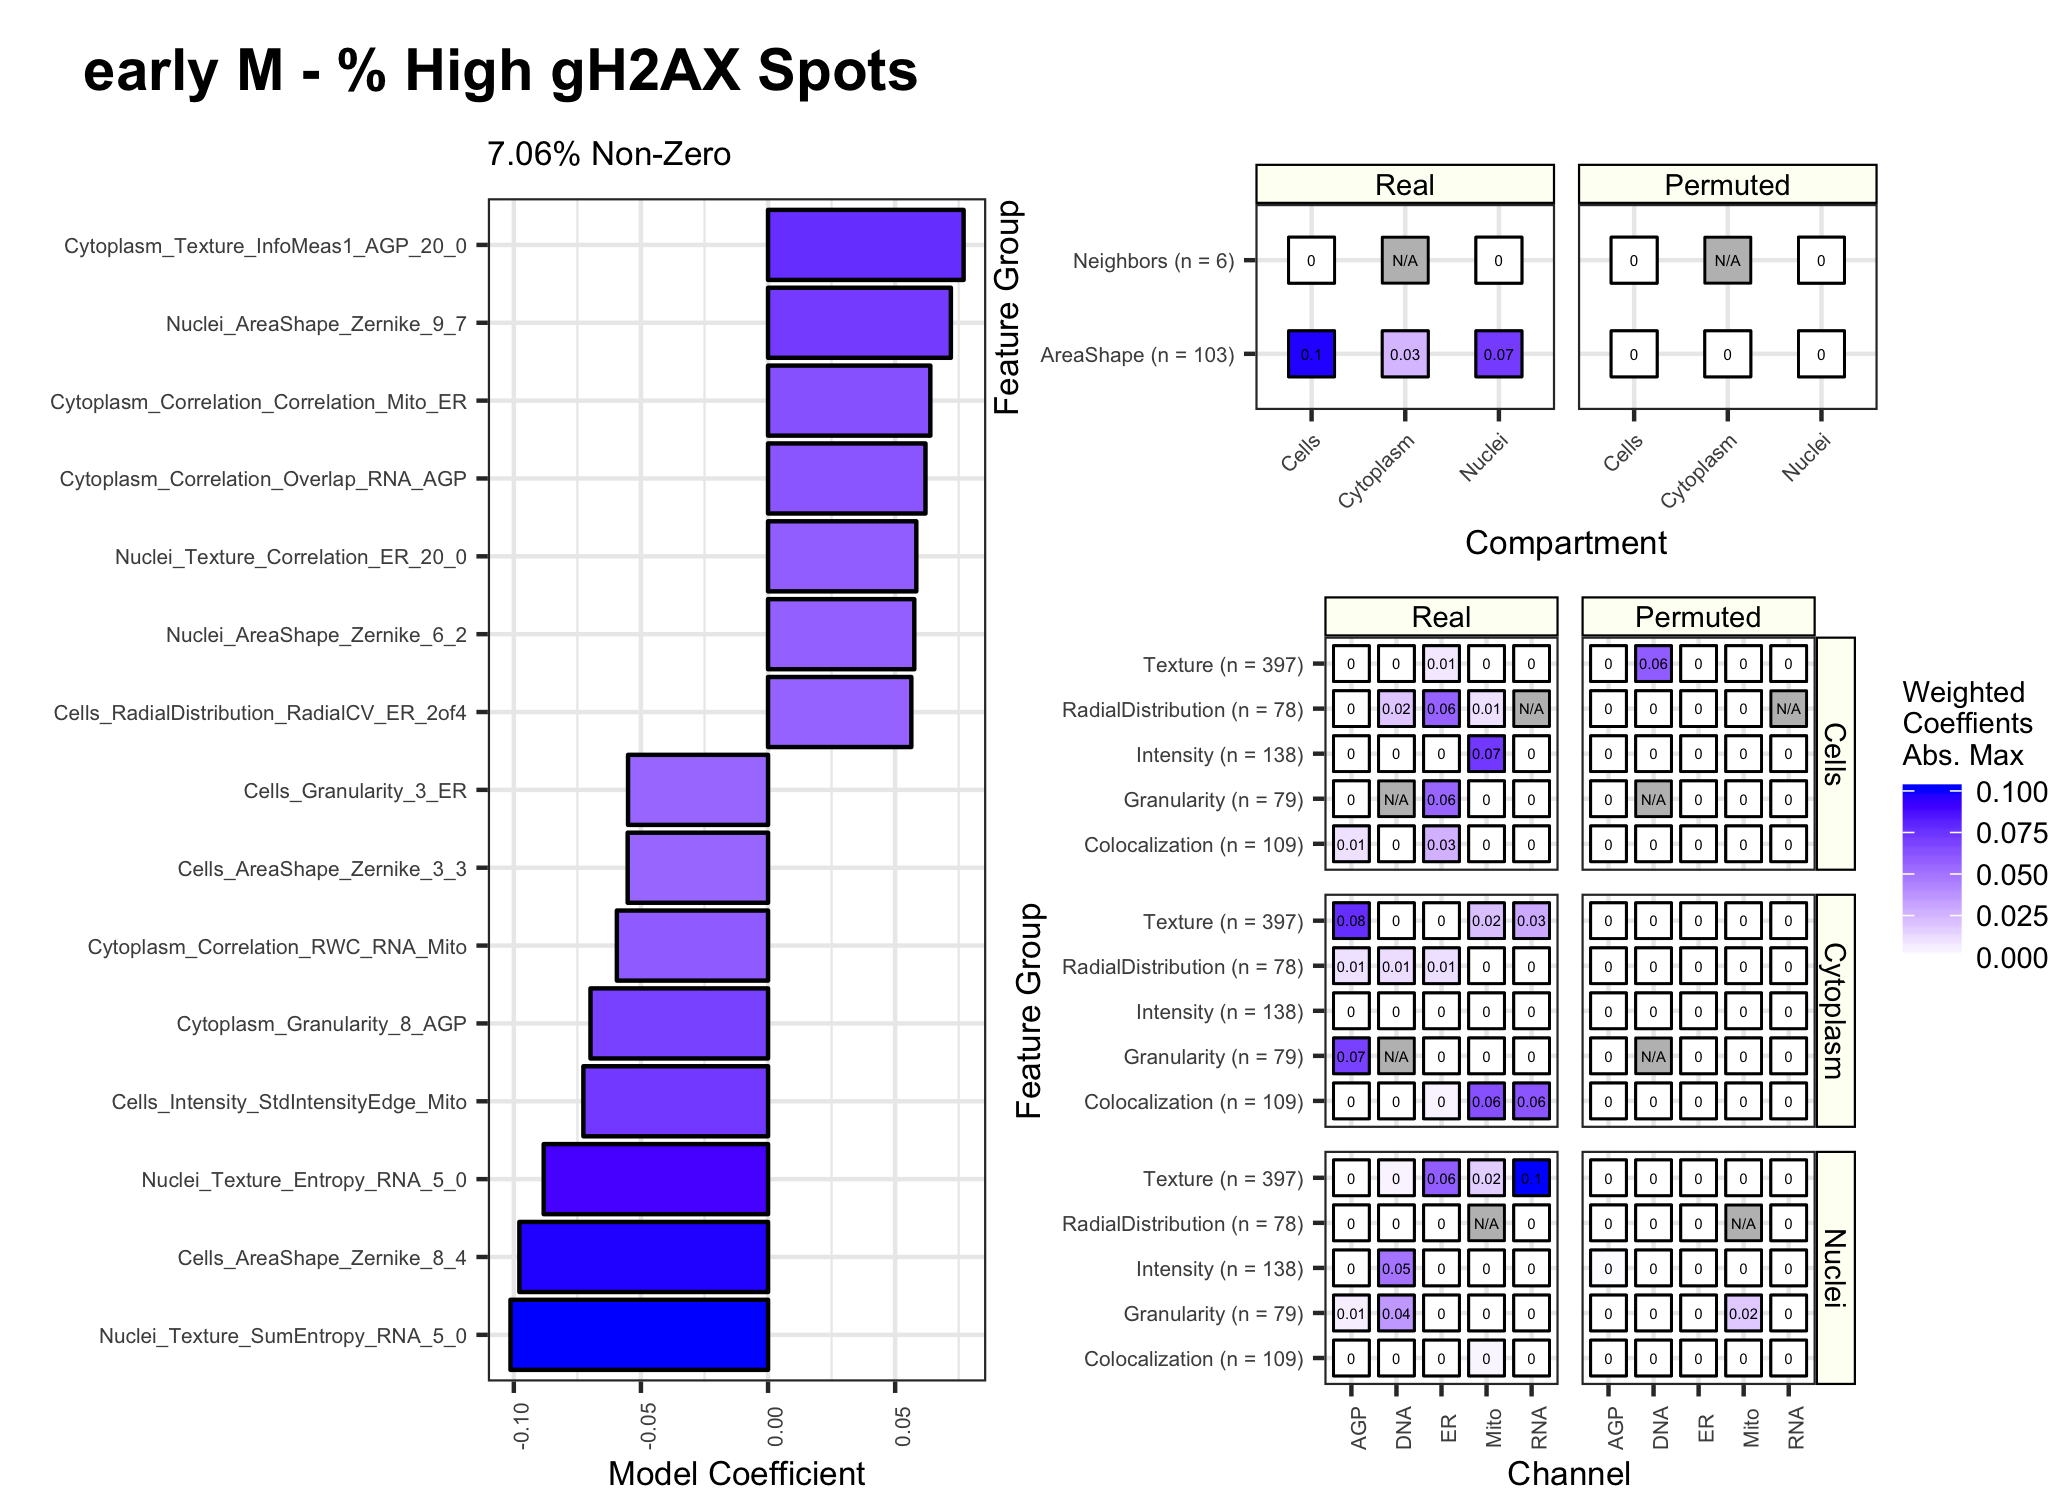 early M - % High gH2AX Spots
7.06% Non-Zero
Cytoplasm_Texture_InfoMeas1_AGP_20_0
Nuclei_AreaShape_Zernike_9_7
Cytoplasm_Correlation_Correlation_Mito_ER
Cytoplasm_Correlation_Overlap_RNA_AGP
Nuclei_Texture_Correlation_ER_20_0
Nuclei_AreaShape_Zernike_6_2
Cells_RadialDistribution_RadialCV_ER_2of4
Cells_Granularity_3_ER
Cells_AreaShape_Zernike_3_3
Cytoplasm_Correlation_RWC_RNA_Mito
Cytoplasm_Granularity_8_AGP
Cells_Intensity_StdIntensityEdge_Mito
Nuclei_Texture_Entropy_RNA_5_0
Cells_AreaShape_Zernike_8_4
Nuclei_Texture_SumEntropy_RNA_5_0
-0.10 -0.05 0.00 0.05
Model Coefficient
Feature Group
Real Permuted
Neighbors (n = 6) 0 N/A 0 0 N/A 0
AreaShape (n = 103) 0.1 0.03 0.07 0 0 0
Cells Cytoplasm Nuclei Cells Cytoplasm Nuclei
Compartment
Feature Group
Real Permuted
Texture (n = 397) 0 0 0.01 0 0 0 0.06 0 0 0
RadialDistribution (n = 78) 0 0.02 0.06 0.01 N/A 0 0 0 0 N/A
Intensity (n = 138) 0 0 0 0.07 0 0 0 0 0 0
Granularity (n = 79) 0 N/A 0.06 0 0 0 N/A 0 0 0
Colocalization (n = 109) 0.01 0 0.03 0 0 0 0 0 0 0
Cells
Texture (n = 397) 0.08 0 0 0.02 0.03 0 0 0 0 0
RadialDistribution (n = 78) 0.01 0.01 0.01 0 0 0 0 0 0 0
Intensity (n = 138) 0 0 0 0 0 0 0 0 0 0
Granularity (n = 79) 0.07 N/A 0 0 0 0 N/A 0 0 0
Colocalization (n = 109) 0 0 0 0.06 0.06 0 0 0 0 0
Cytoplasm
Texture (n = 397) 0 0 0.06 0.02 0.1 0 0 0 0 0
RadialDistribution (n = 78) 0 0 0 N/A 0 0 0 0 N/A 0
Intensity (n = 138) 0 0.05 0 0 0 0 0 0 0 0
Granularity (n = 79) 0.01 0.04 0 0 0 0 0 0 0.02 0
Colocalization (n = 109) 0 0 0 0 0 0 0 0 0 0
Nuclei
AGP DNA ER Mito RNA AGP DNA ER Mito RNA
Channel
Weighted
Coeffients
Abs. Max
0.100
0.075
0.050
0.025
0.000